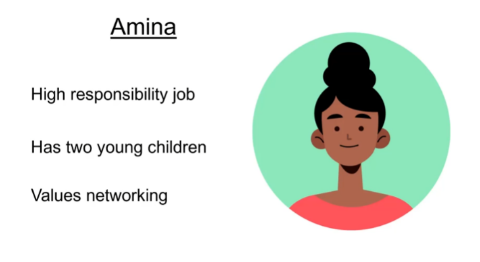 Amina
High responsibility job
Has two young children
Values networking